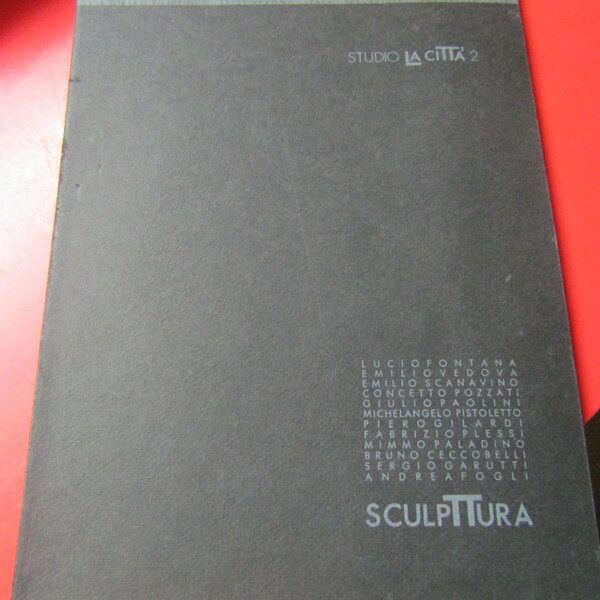 STUDIO LA CITTÀ 2
LUCIO FONTANA
EMILIO VEDOVA
EMILIO SCANAVINO
CONCETTO POZZATI
GIULIO PAOLINI
MICHELANGELO PISTOLETTO
PIERO GILARDI
FABRIZIO PLESSI
MIMMO PALADINO
BRUNO CECCOBELLI
SERGIO GARUTTI
ANDREA FOGLI
SCULPTTURA